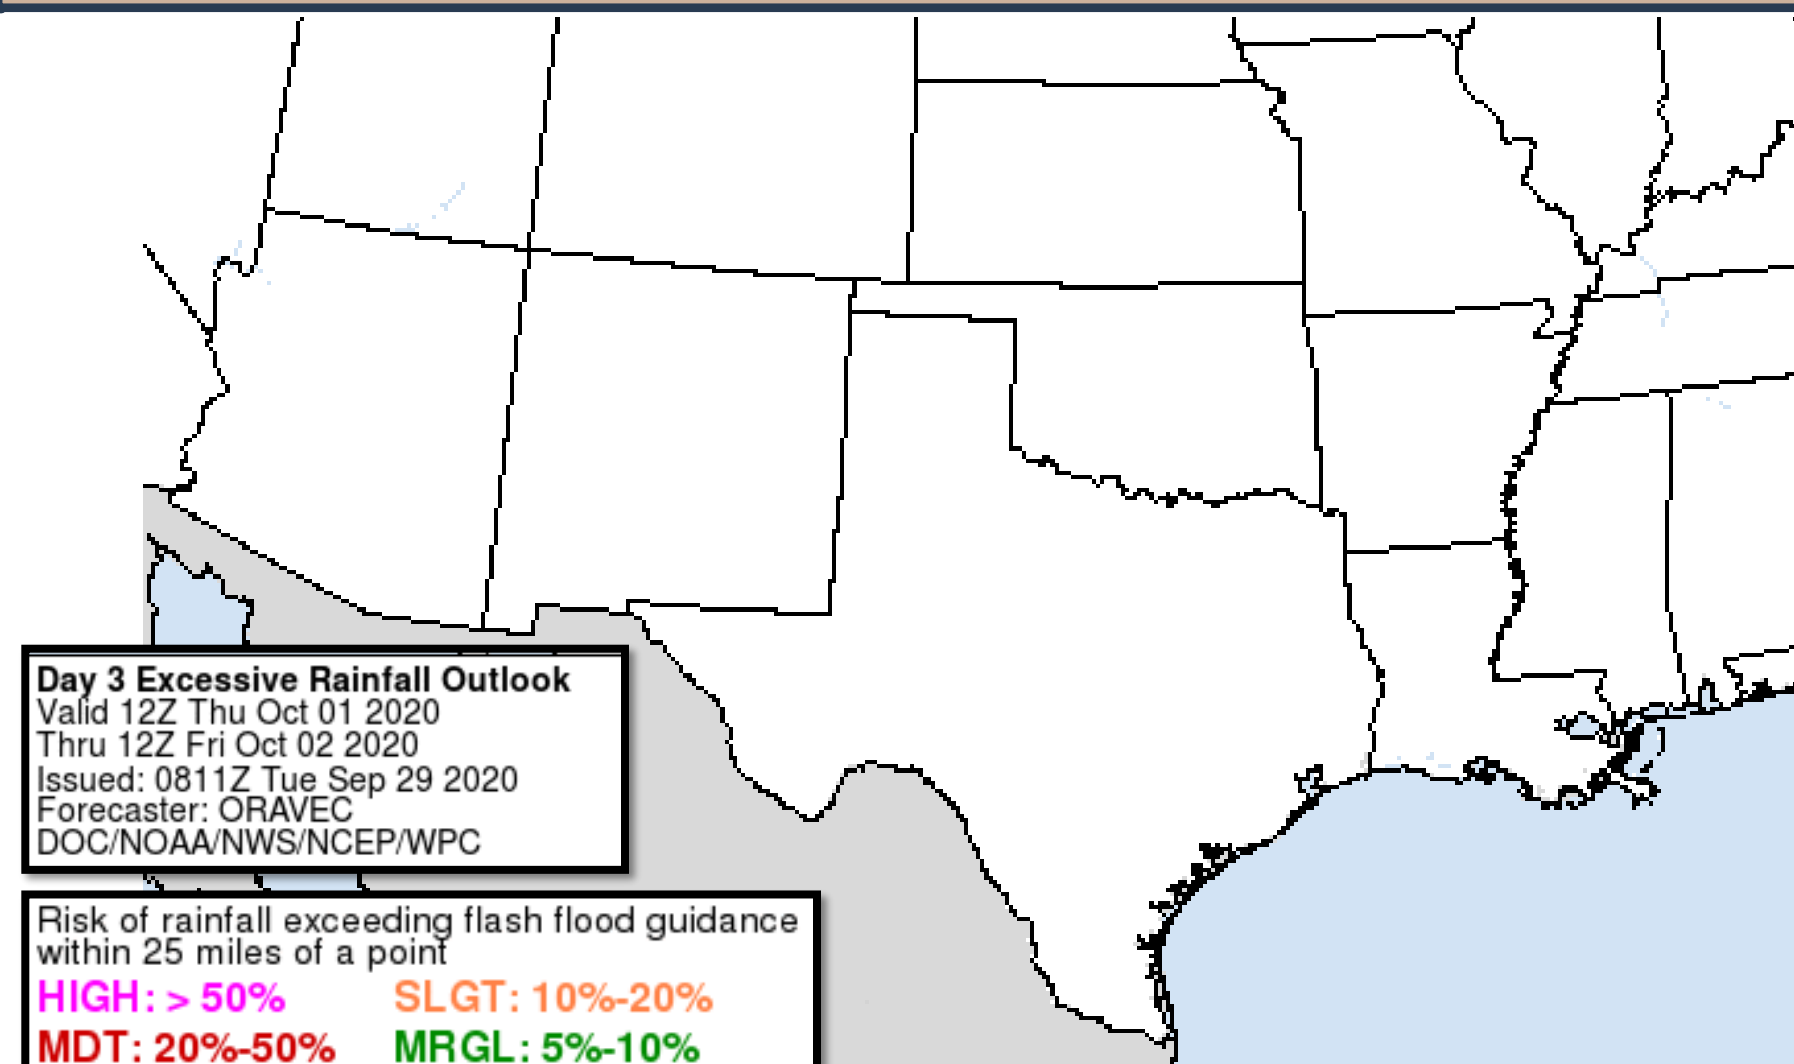 Day 3 Excessive Rainfall Outlook
Valid 12Z Thu Oct 01 2020
Thru 12Z Fri Oct 02 2020
Issued: 0811Z Tue Sep 29 2020
Forecaster: ORAVEC
DOC/NOAA/NWS/NCEP/WPC
Risk of rainfall exceeding flash flood guidance
within 25 miles of a point
HIGH: > 50% SLGT: 10%-20%
MDT: 20%-50% MRGL: 5%-10%